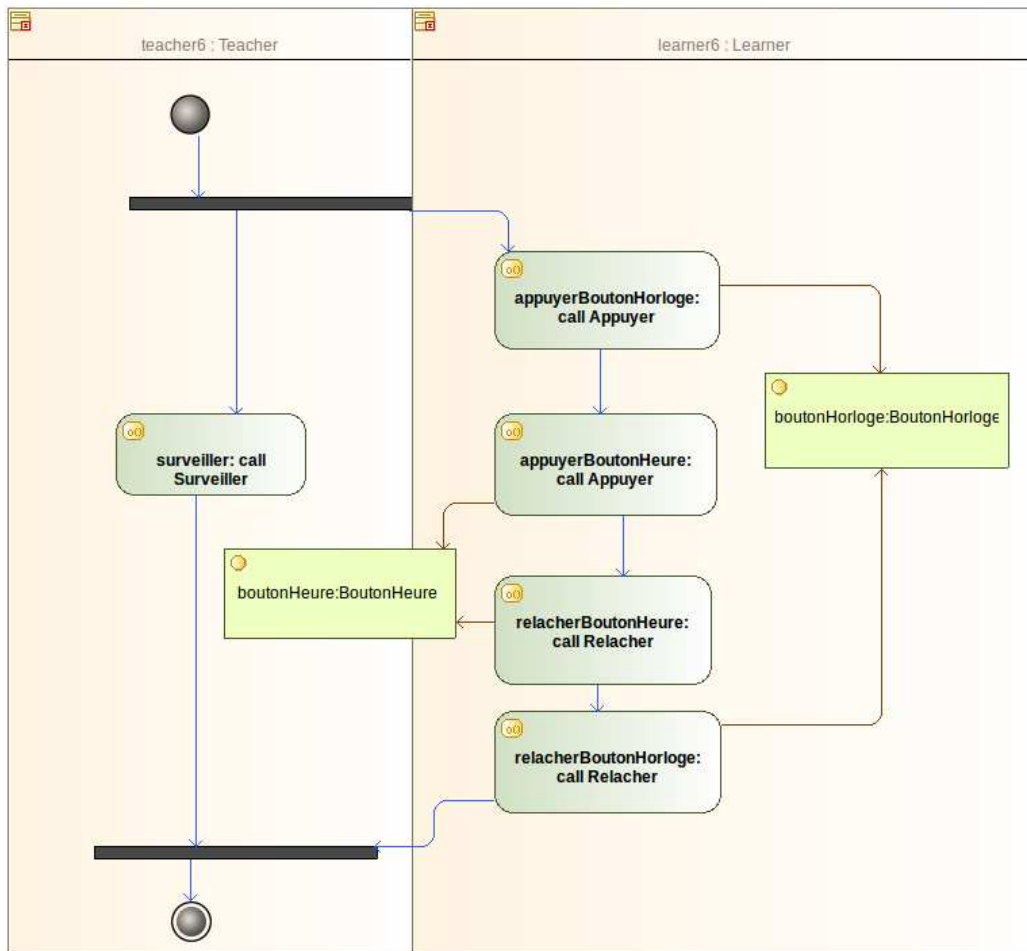 teacher6 : Teacher
learner6 : Learner
appuyerBoutonHorloge:
call Appuyer
boutonHorloge:BoutonHorloge
surveiller: call
Surveiller
appuyerBoutonHeure:
call Appuyer
boutonHeure:BoutonHeure
relacherBoutonHeure:
call Relacher
relacherBoutonHorloge:
call Relacher